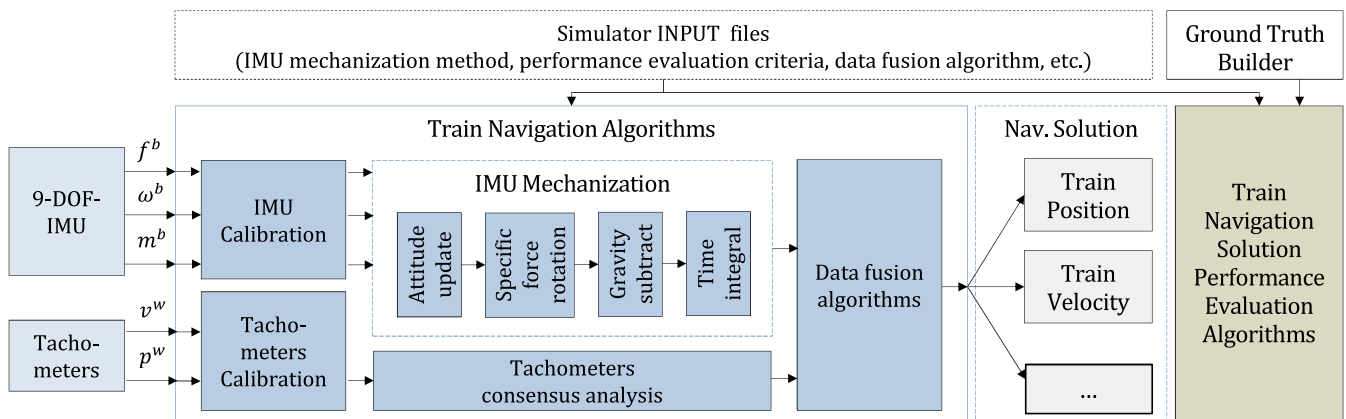 Simulator INPUT files
(IMU mechanization method, performance evaluation criteria, data fusion algorithm, etc.)
Ground Truth
Builder
Train Navigation Algorithms
Nav. Solution
9-DOF-
IMU
f^b
ω^b
m^b
IMU
Calibration
IMU Mechanization
Attitude
update
Specific
force
rotation
Gravity
subtract
Time
integral
Data fusion
algorithms
Train
Position
Train
Velocity
...
Train
Navigation
Solution
Performance
Evaluation
Algorithms
Tacho-
meters
v^w
p^w
Tacho-
meters
Calibration
Tachometers
consensus analysis